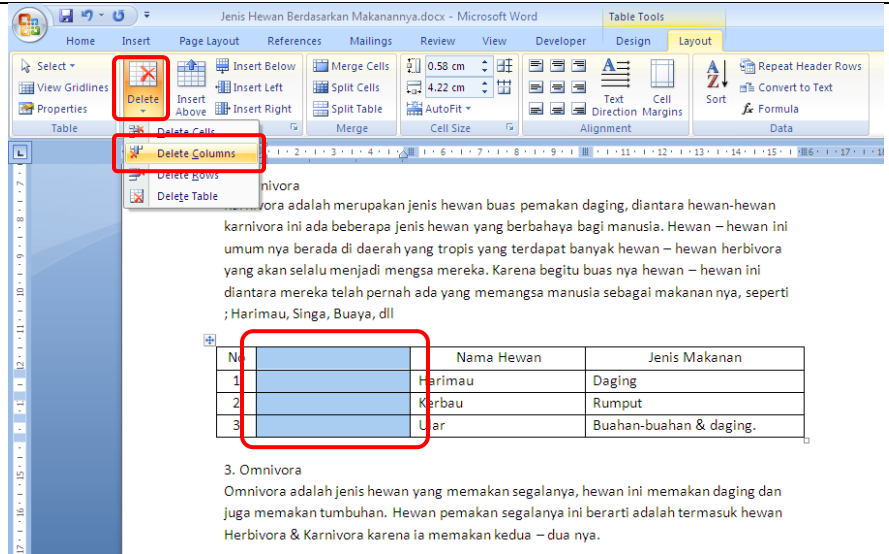 Jenis Hewan Berdasarkan Makanannya.docx - Microsoft Word
Table Tools
Home Insert Page Layout References Mailings Review View Developer Design Layout
Select
View Gridlines
Properties
Table
Delete
Insert Above
Insert Below
Insert Left
Insert Right
Merge Cells
Split Cells
Split Table
Merge
0.58 cm
4.22 cm
AutoFit
Cell Size
Text Direction
Cell Margins
Alignment
Sort
Repeat Header Rows
Convert to Text
Formula
Data
Delete Cells
Delete Columns
Delete Rows
Delete Table
nivora
Karnivora adalah merupakan jenis hewan buas pemakan daging, diantara hewan-hewan
karnivora ini ada beberapa jenis hewan yang berbahaya bagi manusia. Hewan – hewan ini
umum nya berada di daerah yang tropis yang terdapat banyak hewan – hewan herbivora
yang akan selalu menjadi mengsa mereka. Karena begitu buas nya hewan – hewan ini
diantara mereka telah pernah ada yang memangsa manusia sebagai makanan nya, seperti
; Harimau, Singa, Buaya, dll
No Nama Hewan Jenis Makanan
1 Harimau Daging
2 Kerbau Rumput
3 Ular Buahan-buahan & daging.
3. Omnivora
Omnivora adalah jenis hewan yang memakan segalanya, hewan ini memakan daging dan
juga memakan tumbuhan. Hewan pemakan segalanya ini berarti adalah termasuk hewan
Herbivora & Karnivora karena ia memakan kedua – dua nya.